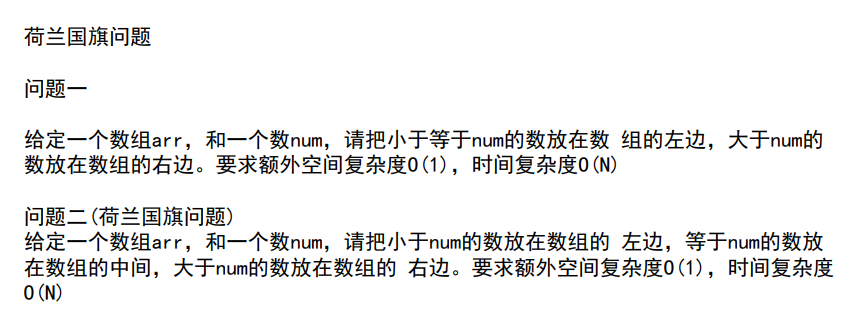 荷兰国旗问题
问题一
给定一个数组arr，和一个数num，请把小于等于num的数放在数 组的左边，大于num的
数放在数组的右边。要求额外空间复杂度O(1)，时间复杂度O(N)
问题二(荷兰国旗问题)
给定一个数组arr，和一个数num，请把小于num的数放在数组的 左边，等于num的数放
在数组的中间，大于num的数放在数组的 右边。要求额外空间复杂度O(1)，时间复杂度
O(N)